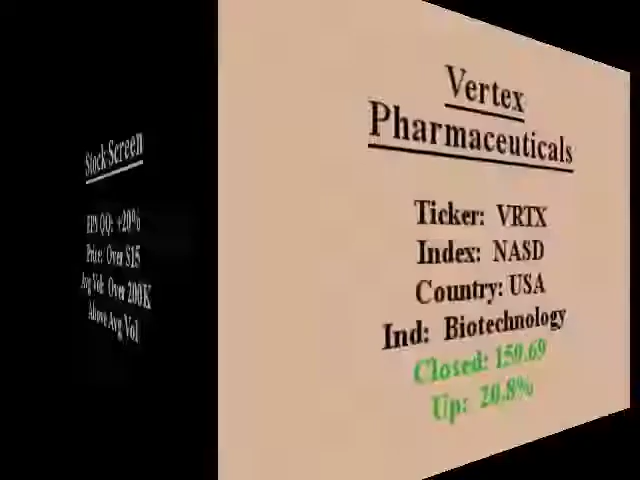 Stock Screen
EPS QQ: +20%
Price: Over $15
Avg Vol: Over 200K
Above Avg Vol
Vertex
Pharmaceuticals
Ticker: VRTX
Index: NASD
Country: USA
Ind: Biotechnology
Closed: 159.69
Up: 20.8%